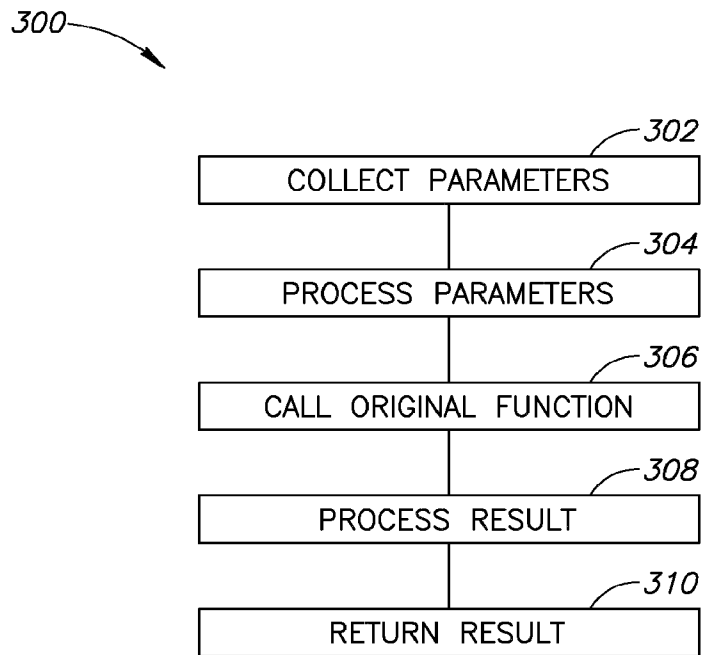 300
302
COLLECT PARAMETERS
304
PROCESS PARAMETERS
306
CALL ORIGINAL FUNCTION
308
PROCESS RESULT
310
RETURN RESULT